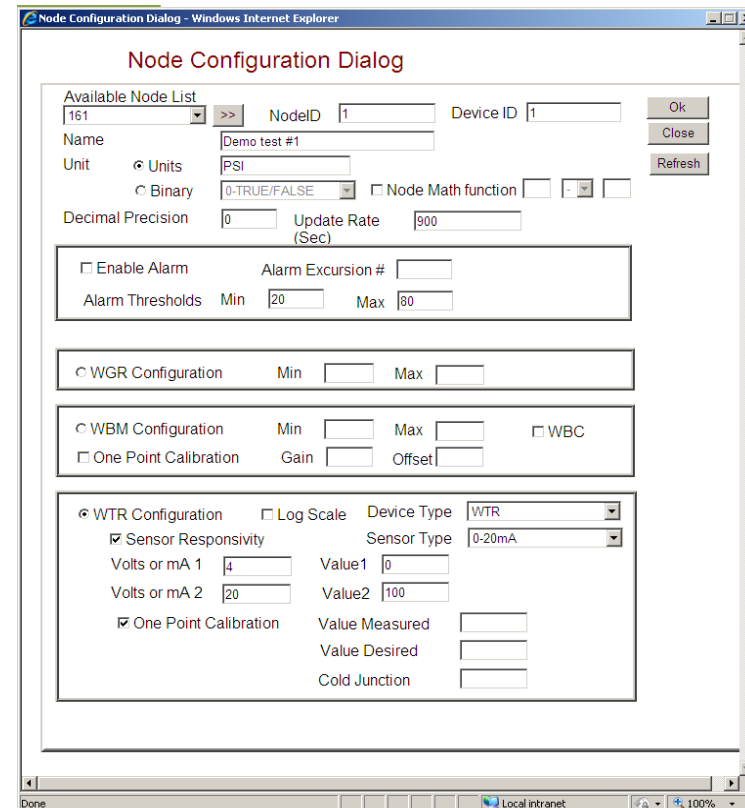 Node Configuration Dialog - Windows Internet Explorer
Node Configuration Dialog
Available Node List
161 >> NodeID 1 Device ID 1 Ok
Name Demo test #1 Close
Unit Units PSI Refresh
Binary 0-TRUE/FALSE Node Math function -
Decimal Precision 0 Update Rate (Sec) 900
Enable Alarm Alarm Excursion #
Alarm Thresholds Min 20 Max 80
WGR Configuration Min Max
WBM Configuration Min Max WBC
One Point Calibration Gain Offset
WTR Configuration Log Scale Device Type WTR
Sensor Responsivity Sensor Type 0-20mA
Volts or mA 1 4 Value1 0
Volts or mA 2 20 Value2 100
One Point Calibration Value Measured
Value Desired
Cold Junction
Done Local intranet 100%